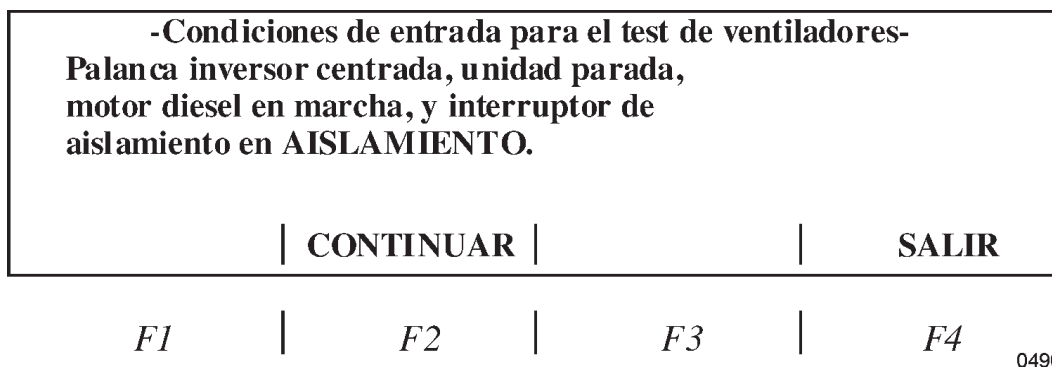 -Condiciones de entrada para el test de ventiladores-
Palanca inversor centrada, unidad parada,
motor diesel en marcha, y interruptor de
aislamiento en AISLAMIENTO.
| CONTINUAR | | SALIR
F1 | F2 | F3 | F4